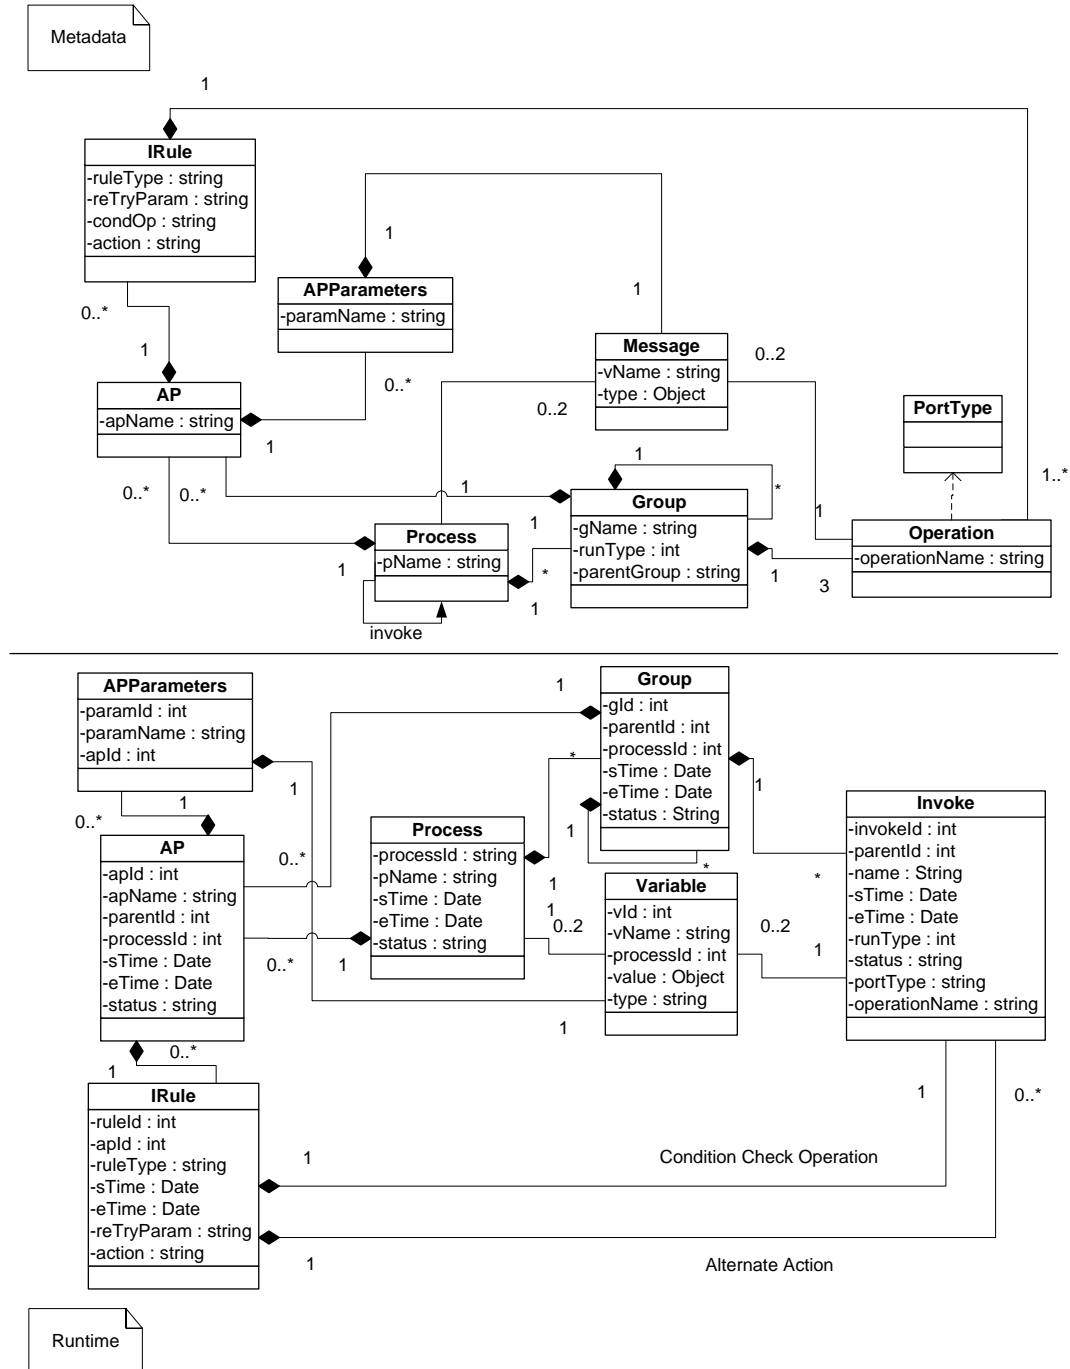 Metadata
1
IRule
-ruleType : string
-reTryParam : string
-condOp : string
-action : string
1
APParameters
-paramName : string
0..*
1
1
Message
-vName : string
-type : Object
0..2
AP
-apName : string
0..*
1
0..2
PortType
1
0..*
0..*
1
*
1..*
Group
-gName : string
-runType : int
-parentGroup : string
1
1
Process
-pName : string
1
*
1
invoke
Operation
-operationName : string
1
3
APParameters
-paramId : int
-paramName : string
-apId : int
1
Group
-gId : int
-parentId : int
-processId : int
-sTime : Date
-eTime : Date
-status : String
*
1
1
1
0..*
1
*
AP
-apId : int
-apName : string
-parentId : int
-processId : int
-sTime : Date
-eTime : Date
-status : string
0..*
Process
-processId : string
-pName : string
-sTime : Date
-eTime : Date
-status : string
1
1
0..2
Variable
-vId : int
-vName : string
-processId : int
-value : Object
-type : string
0..2
Invoke
-invokeId : int
-parentId : int
-name : String
-sTime : Date
-eTime : Date
-runType : int
-status : string
-portType : string
-operationName : string
*
1
0..*
1
1
0..*
1
IRule
-ruleId : int
-apId : int
-ruleType : string
-sTime : Date
-eTime : Date
-reTryParam : string
-action : string
1
0..*
1
Condition Check Operation
1
Alternate Action
Runtime